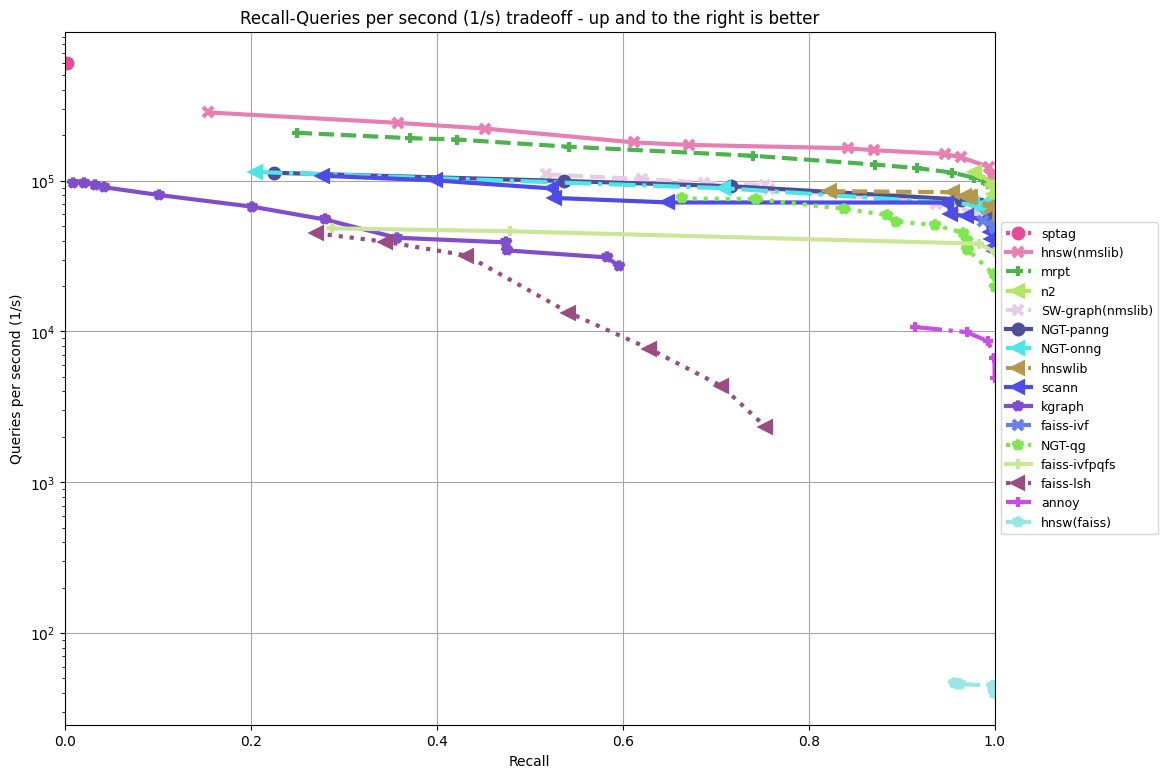 Recall-Queries per second (1/s) tradeoff - up and to the right is better
Queries per second (1/s)
10^5
10^4
10^3
10^2
0.0 0.2 0.4 0.6 0.8 1.0
Recall
sptag
hnsw(nmslib)
mrpt
n2
SW-graph(nmslib)
NGT-panng
NGT-onng
hnswlib
scann
kgraph
faiss-ivf
NGT-qg
faiss-ivfpqfs
faiss-lsh
annoy
hnsw(faiss)